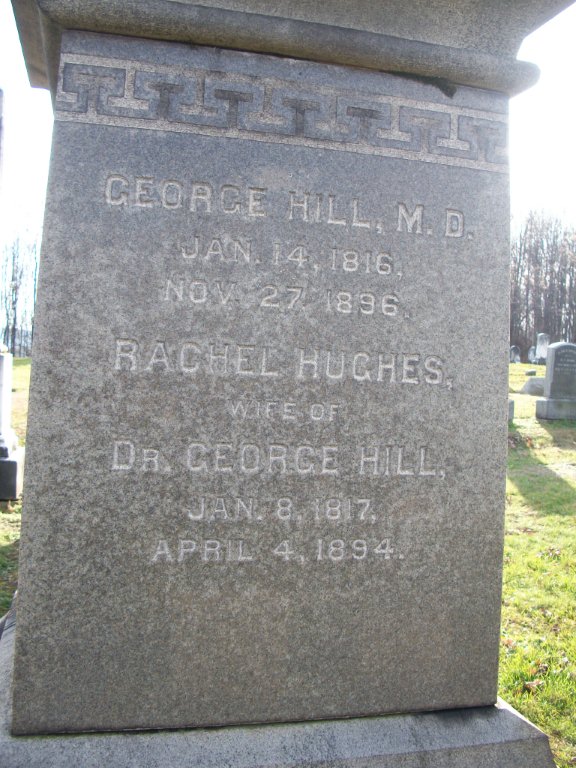 GEORGE HILL, M. D.
JAN. 14, 1816,
NOV. 27, 1896.
RACHEL HUGHES,
WIFE OF
DR. GEORGE HILL,
JAN. 8, 1817,
APRIL 4, 1894.